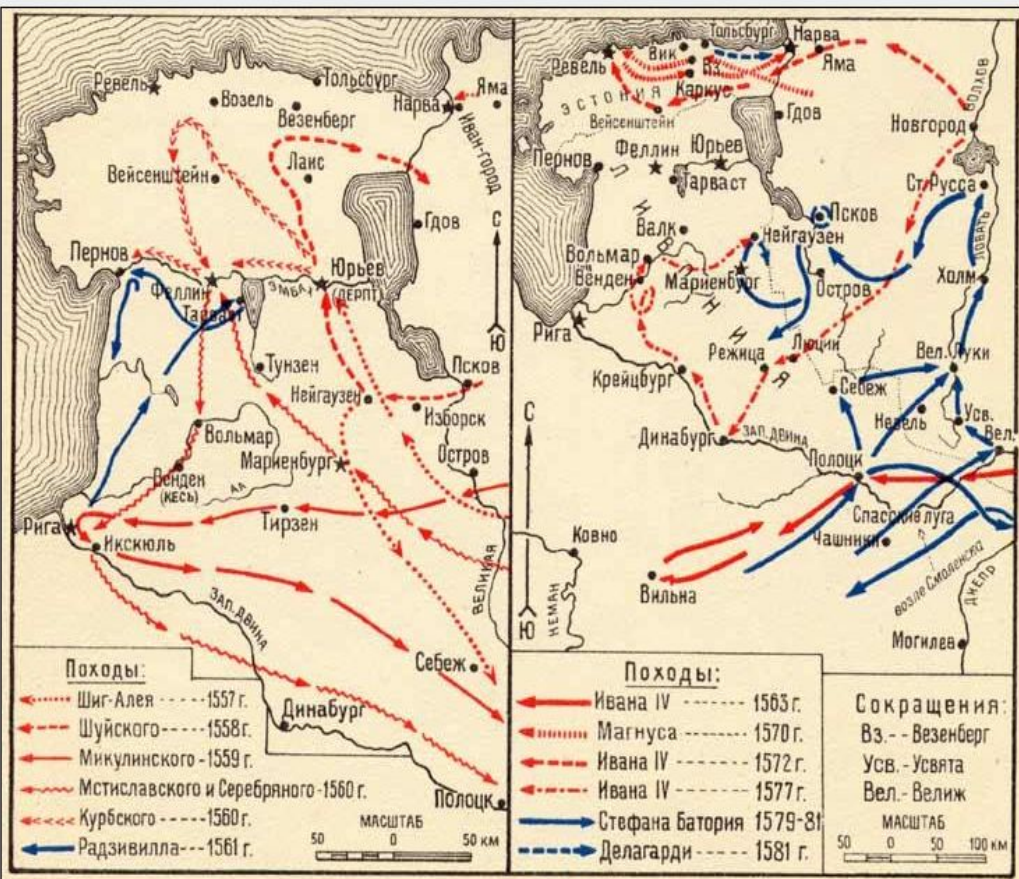 Ревель
Тольсбург
Возель
Везенберг
Нарва
Яма
Иван-город
Вейсенштейн
Лаис
Гдов
С
Ю
Пернов
Феллин
Эмба
Юрьев
(Дерпт)
Тарваст
Тунзен
Псков
Нейгаузен
Изборск
Вольмар
Мариенбург
Остров
Венден
(Кесь)
Аа
Рига
Тирзен
Икскюль
Великая
Зап. Двина
Себеж
Динабург
Полоцк
Походы:
Шиг-Алея ---- 1557 г.
Шуйского ---- 1558 г.
Микулинского - 1559 г.
Мстиславского и Серебряного - 1560 г.
Курбского --- 1560 г.
Радзивилла --- 1561 г.
Масштаб
50 0 50 км
Тольсбург
Нарва
Вик
Ревель
Вз.
Яма
Каркус
Эстония
Волхов
Вейсенштейн
Гдов
Новгород
Пернов
Феллин
Юрьев
Тарваст
Ст. Русса
Псков
Валк
Нейгаузен
Ловать
Вольмар
Венден
Мариенбург
Остров
Холм
Ливония
Рига
Режица
Люцин
Крейцбург
Вел. Луки
Себеж
Невель
Усв.
Динабург
Зап. Двина
Вел.
Полоцк
Спасские луга
Чашники
Ковно
возле Смоленска
Вильна
Днепр
Неман
Могилев
С
Ю
Походы:
Ивана IV ------ 1563 г.
Магнуса ------ 1570 г.
Ивана IV ------ 1572 г.
Ивана IV ------ 1577 г.
Стефана Батория 1579-81
Делагарди ----- 1581 г.
Сокращения:
Вз. -- Везенберг
Усв. - Усвята
Вел. - Велиж
Масштаб
50 0 50 100 км